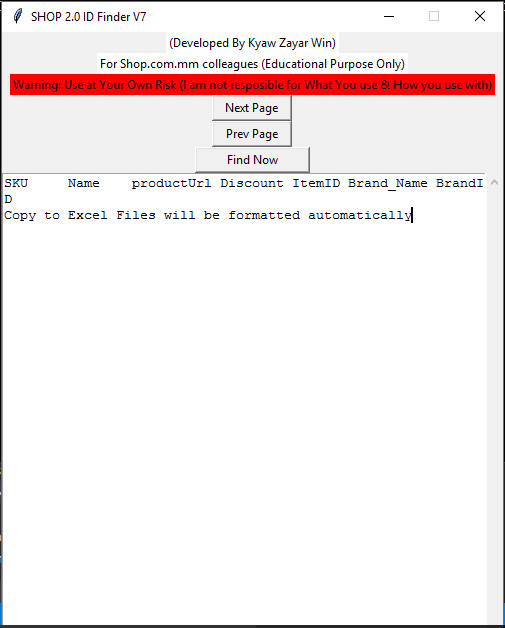 SHOP 2.0 ID Finder V7
(Developed By Kyaw Zayar Win)
For Shop.com.mm colleagues (Educational Purpose Only)
Warning: Use at Your Own Risk (I am not resposible for What You use & How you use with)
Next Page
Prev Page
Find Now
SKU Name productUrl Discount ItemID Brand_Name BrandI
D
Copy to Excel Files will be formatted automatically